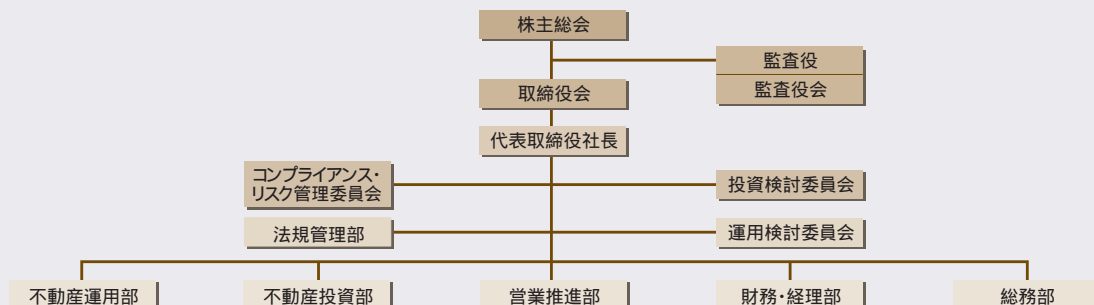 株主総会
監査役
監査役会
取締役会
代表取締役社長
コンプライアンス・
リスク管理委員会
投資検討委員会
法規管理部
運用検討委員会
不動産運用部
不動産投資部
営業推進部
財務・経理部
総務部